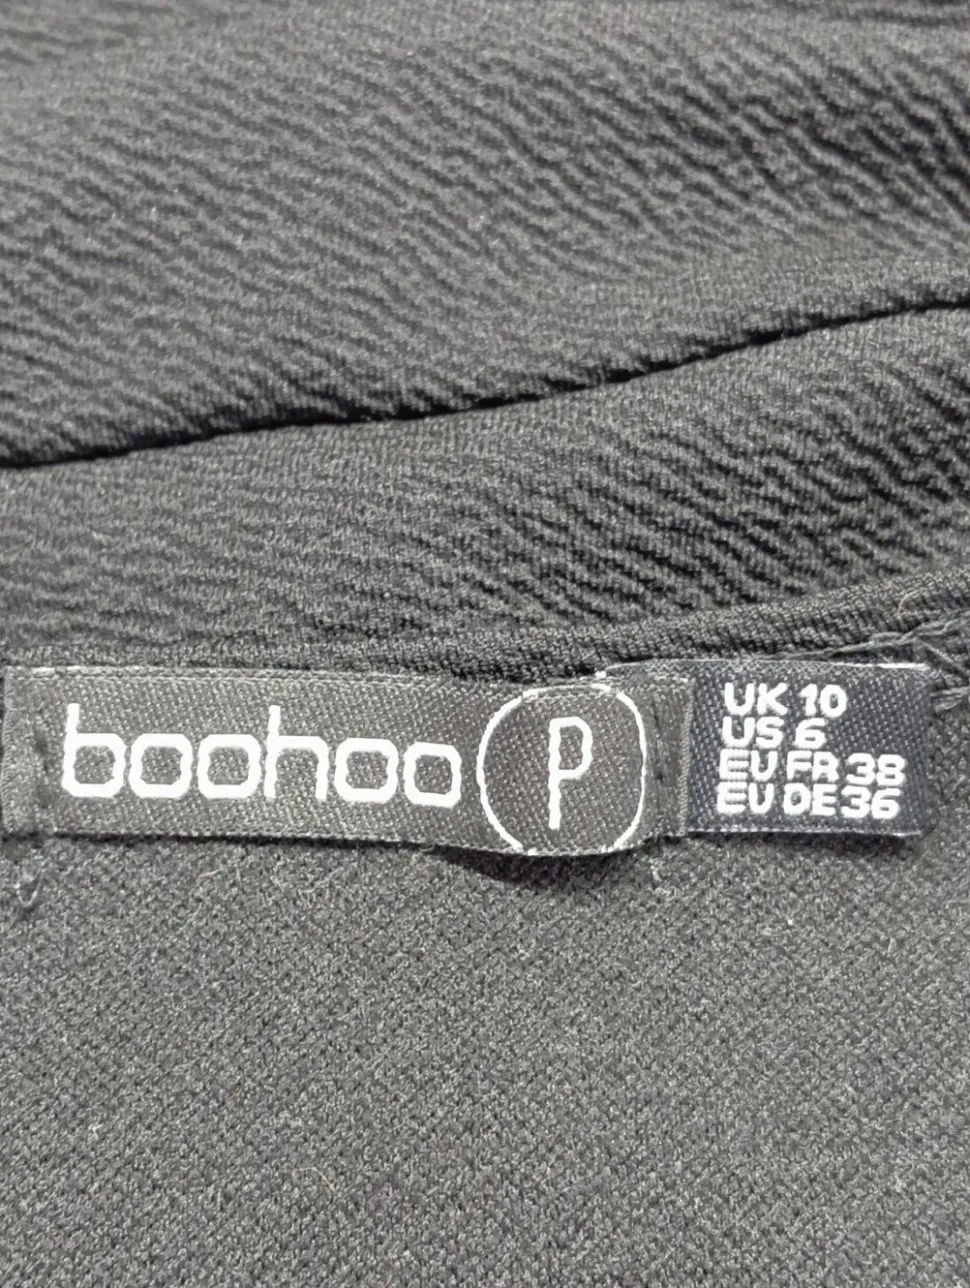 boohoo P
UK 10
US 6
EU FR 38
EU DE 36